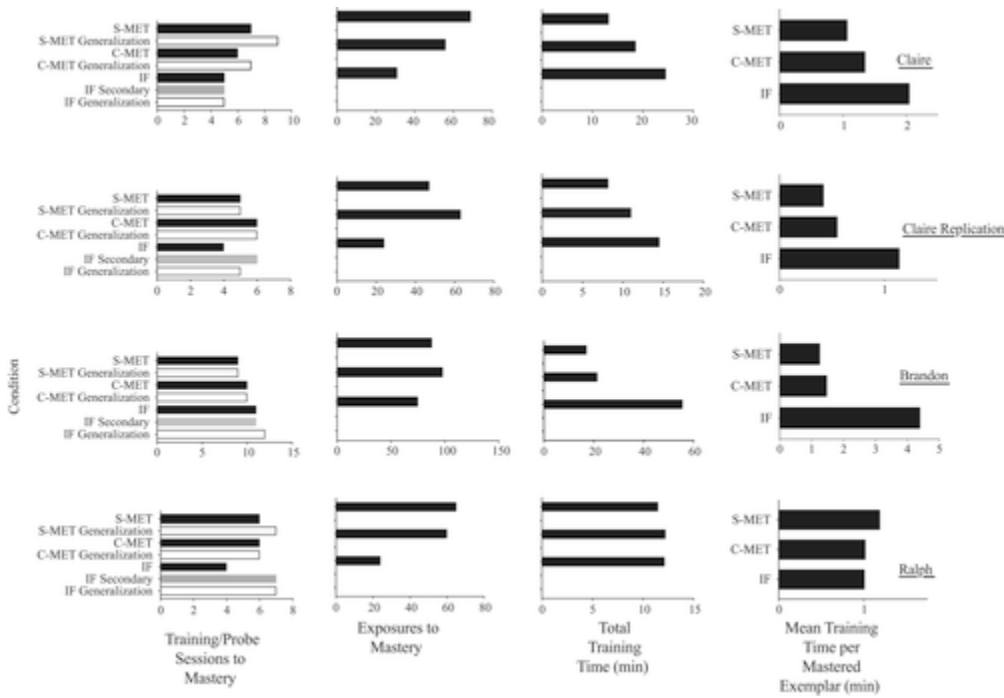 S-MET
S-MET Generalization
C-MET
C-MET Generalization
IF
IF Secondary
IF Generalization
0 2 4 6 8 10
0 20 40 60 80
0 10 20 30
S-MET
C-MET
IF
0 1 2
Claire
S-MET
S-MET Generalization
C-MET
C-MET Generalization
IF
IF Secondary
IF Generalization
0 2 4 6 8
0 20 40 60 80
0 5 10 15 20
S-MET
C-MET
IF
0 1
Claire Replication
Condition
S-MET
S-MET Generalization
C-MET
C-MET Generalization
IF
IF Secondary
IF Generalization
0 5 10 15
0 50 100 150
0 20 40 60
S-MET
C-MET
IF
0 1 2 3 4 5
Brandon
S-MET
S-MET Generalization
C-MET
C-MET Generalization
IF
IF Secondary
IF Generalization
0 2 4 6 8
0 20 40 60 80
0 5 10 15
S-MET
C-MET
IF
0 1
Ralph
Training/Probe
Sessions to
Mastery
Exposures to
Mastery
Total
Training
Time (min)
Mean Training
Time per
Mastered
Exemplar (min)